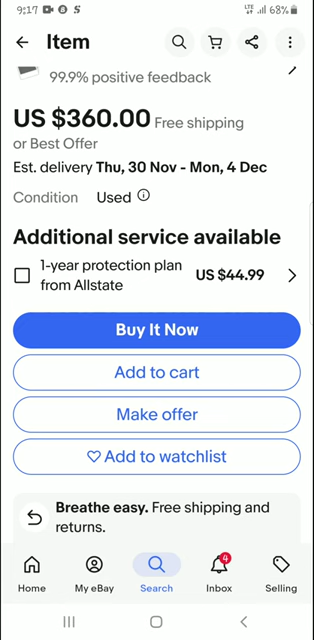 9:17
LTE 68%
Item
99.9% positive feedback
US $360.00 Free shipping
or Best Offer
Est. delivery Thu, 30 Nov - Mon, 4 Dec
Condition Used
Additional service available
1-year protection plan
from Allstate
US $44.99
Buy It Now
Add to cart
Make offer
Add to watchlist
Breathe easy. Free shipping and
returns.
4
Home My eBay Search Inbox Selling